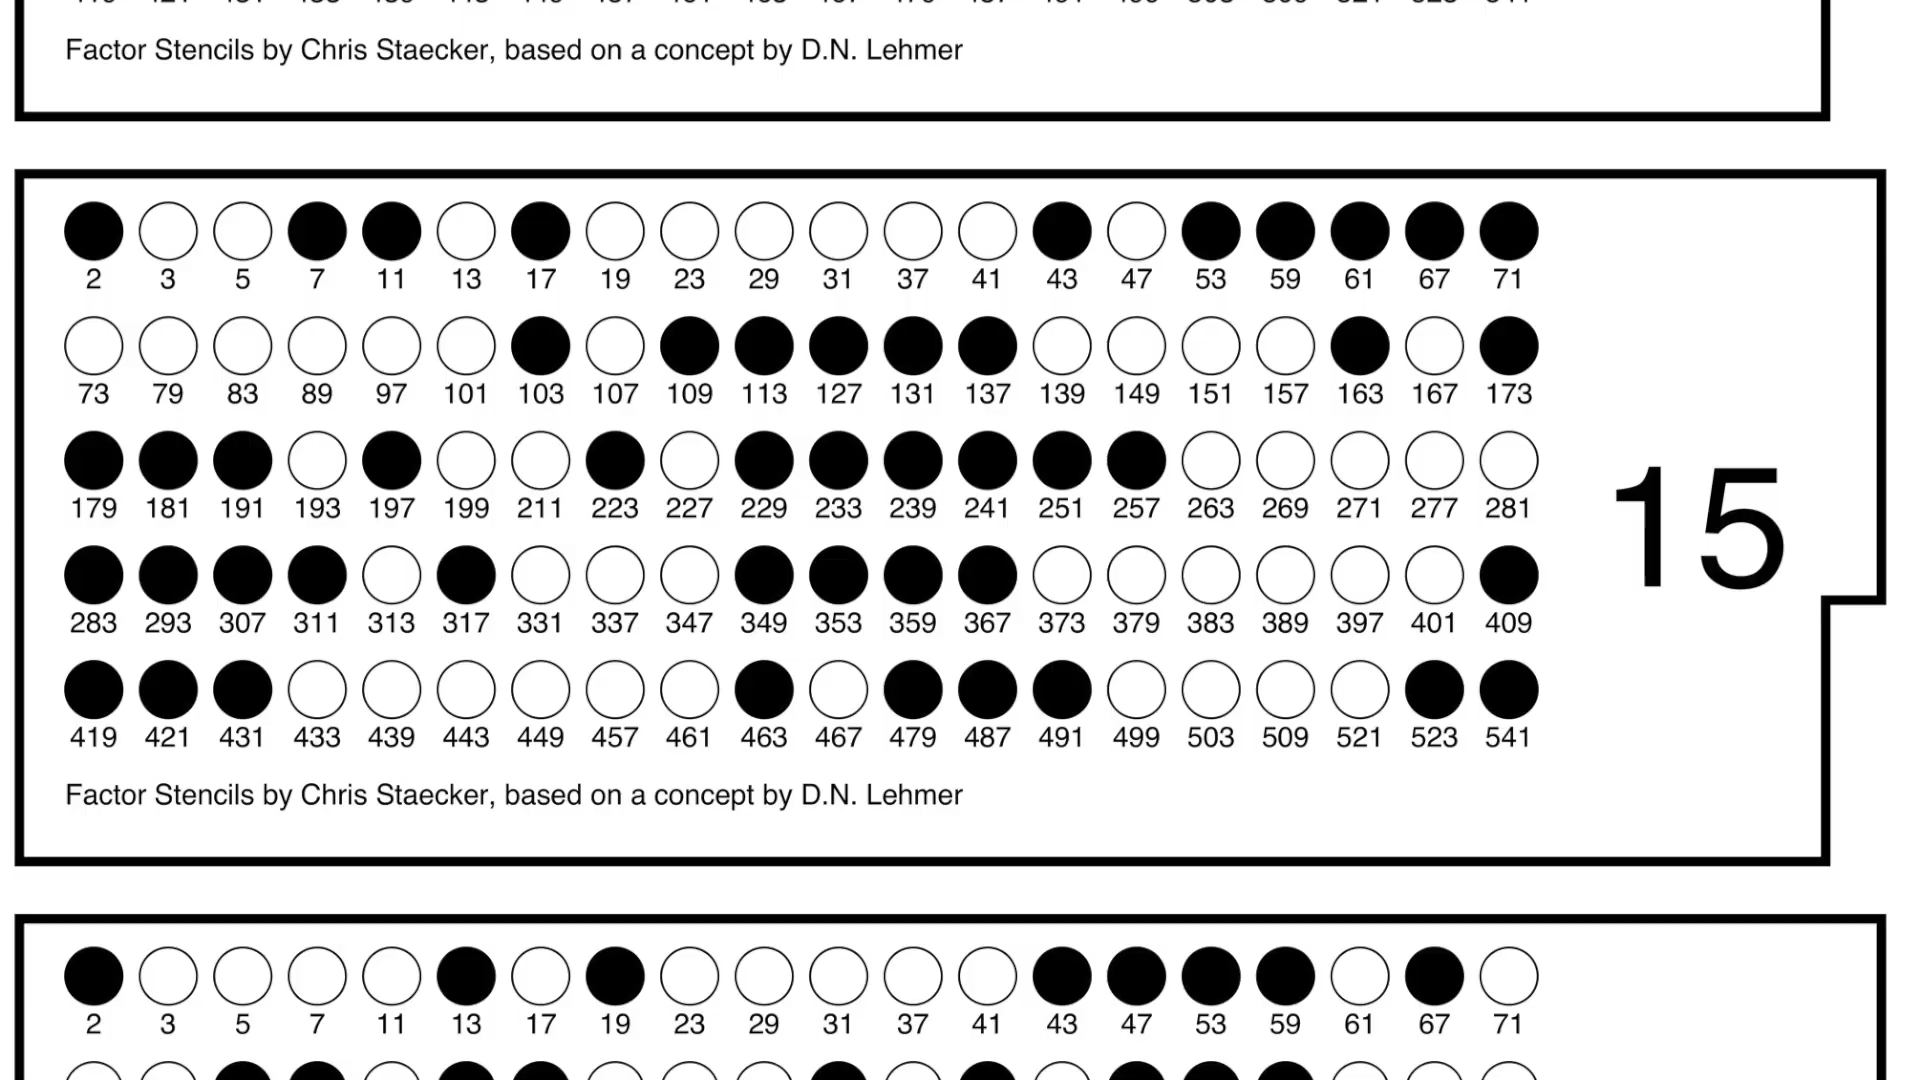 Factor Stencils by Chris Staecker, based on a concept by D.N. Lehmer
2 3 5 7 11 13 17 19 23 29 31 37 41 43 47 53 59 61 67 71
73 79 83 89 97 101 103 107 109 113 127 131 137 139 149 151 157 163 167 173
179 181 191 193 197 199 211 223 227 229 233 239 241 251 257 263 269 271 277 281
15
283 293 307 311 313 317 331 337 347 349 353 359 367 373 379 383 389 397 401 409
419 421 431 433 439 443 449 457 461 463 467 479 487 491 499 503 509 521 523 541
Factor Stencils by Chris Staecker, based on a concept by D.N. Lehmer
2 3 5 7 11 13 17 19 23 29 31 37 41 43 47 53 59 61 67 71